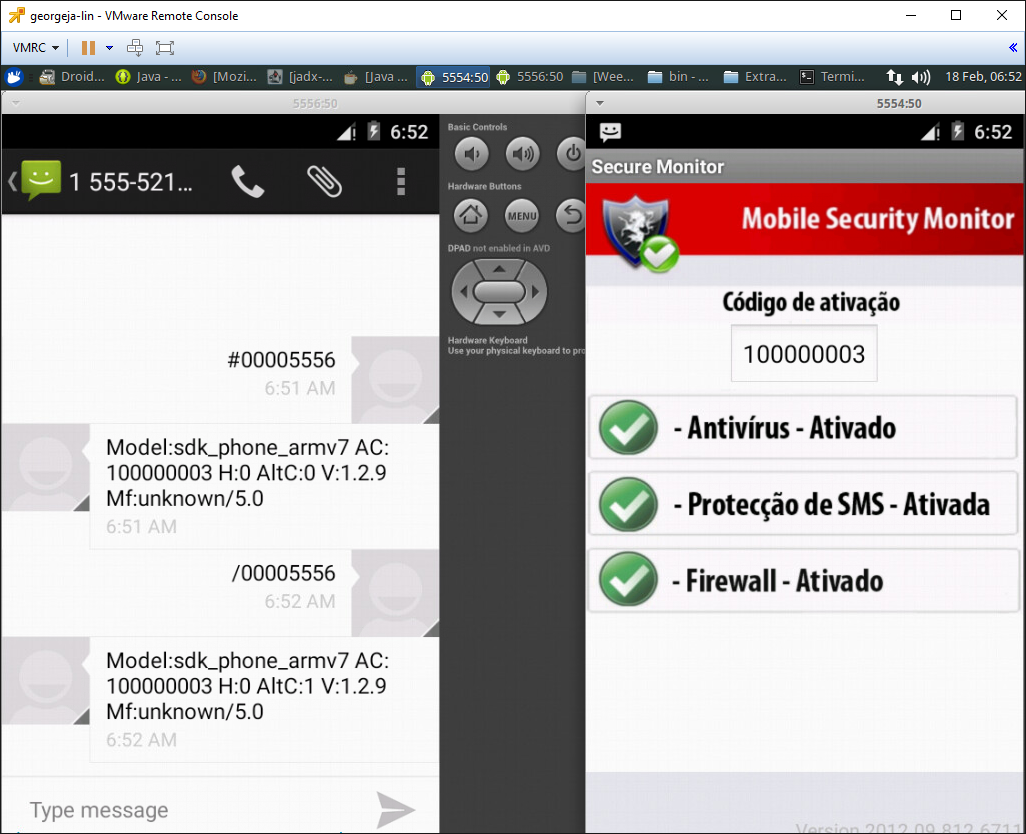 georgeja-lin - VMware Remote Console
VMRC
Droid...
Java - ...
[Mozi...
[jadx-...
[Java ...
5554:50
5556:50
[Wee...
bin - ...
Extra...
Termi...
18 Feb, 06:52
5556:50
6:52
1 555-521...
#00005556
6:51 AM
Model:sdk_phone_armv7 AC:
100000003 H:0 AltC:0 V:1.2.9
Mf:unknown/5.0
6:51 AM
/00005556
6:52 AM
Model:sdk_phone_armv7 AC:
100000003 H:0 AltC:1 V:1.2.9
Mf:unknown/5.0
6:52 AM
Type message
Basic Controls
Hardware Buttons
MENU
DPAD not enabled in AVD
Hardware Keyboard
Use your physical keyboard to pro
5554:50
6:52
Secure Monitor
Mobile Security Monitor
Código de ativação
100000003
- Antivírus - Ativado
- Protecção de SMS - Ativada
- Firewall - Ativado
Version 2012.09.812.6711